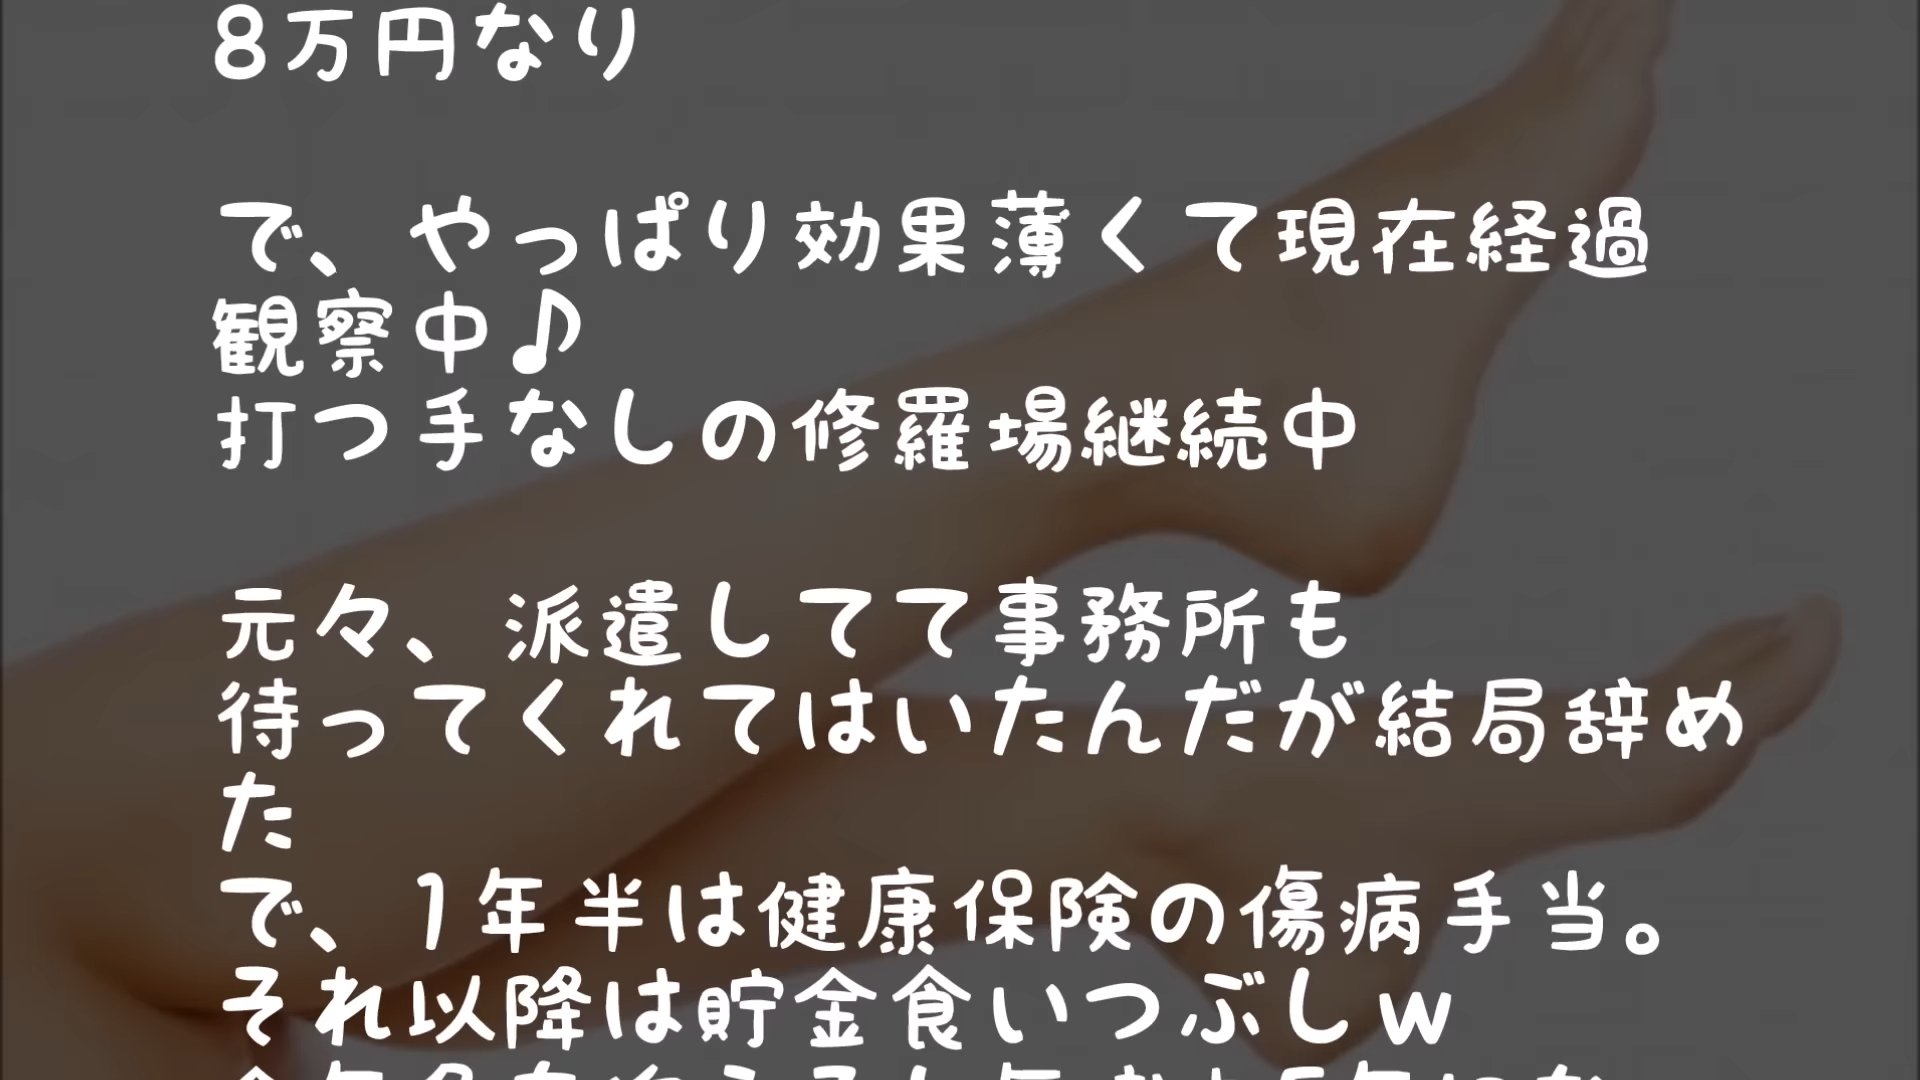 8万円なり
で、やっぱり効果薄くて現在経過
観察中♪
打つ手なしの修羅場継続中
元々、派遣してて事務所も
待ってくれてはいたんだが結局辞め
た
で、1年半は健康保険の傷病手当。
それ以降は貯金食いつぶしw